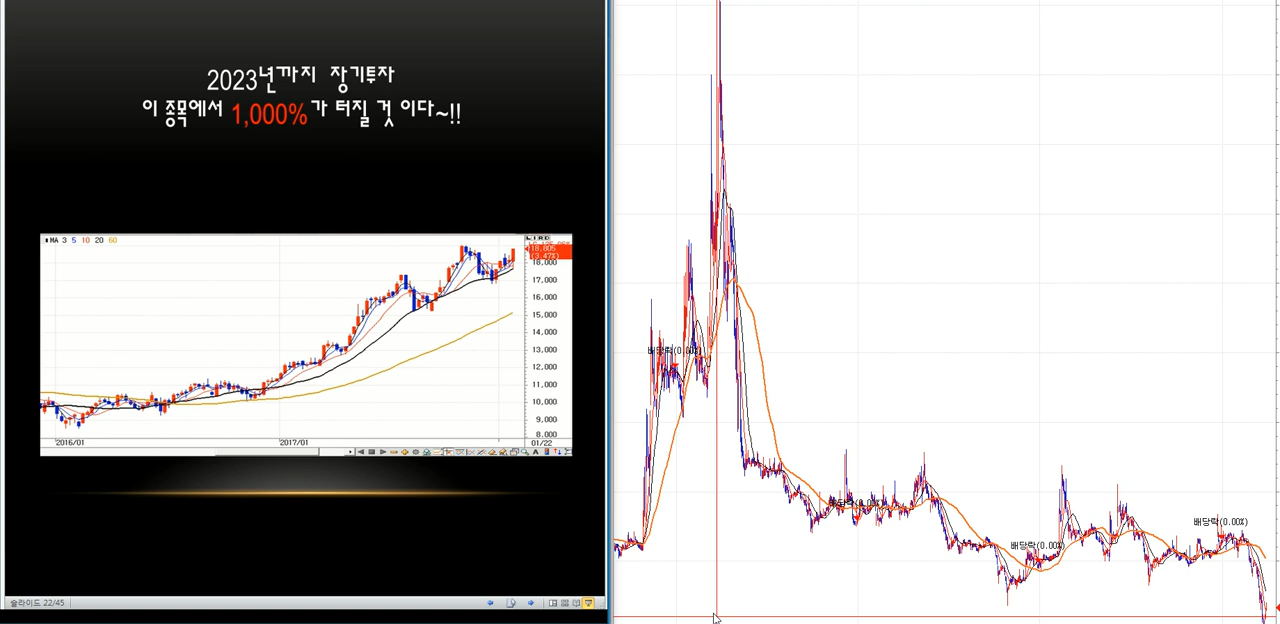 2023년까지 장기투자
이 종목에서 1,000%가 터질 것 이다~!!
MA 3 5 10 20 60
18,805
(3.47%)
18,000
17,000
16,000
15,000
14,000
13,000
12,000
11,000
10,000
9,000
8,000
2016/01
2017/01
01/22
슬라이드 22/45
배당락(0.00%)
배당락(0.00%)
배당락(0.00%)
배당락(0.00%)